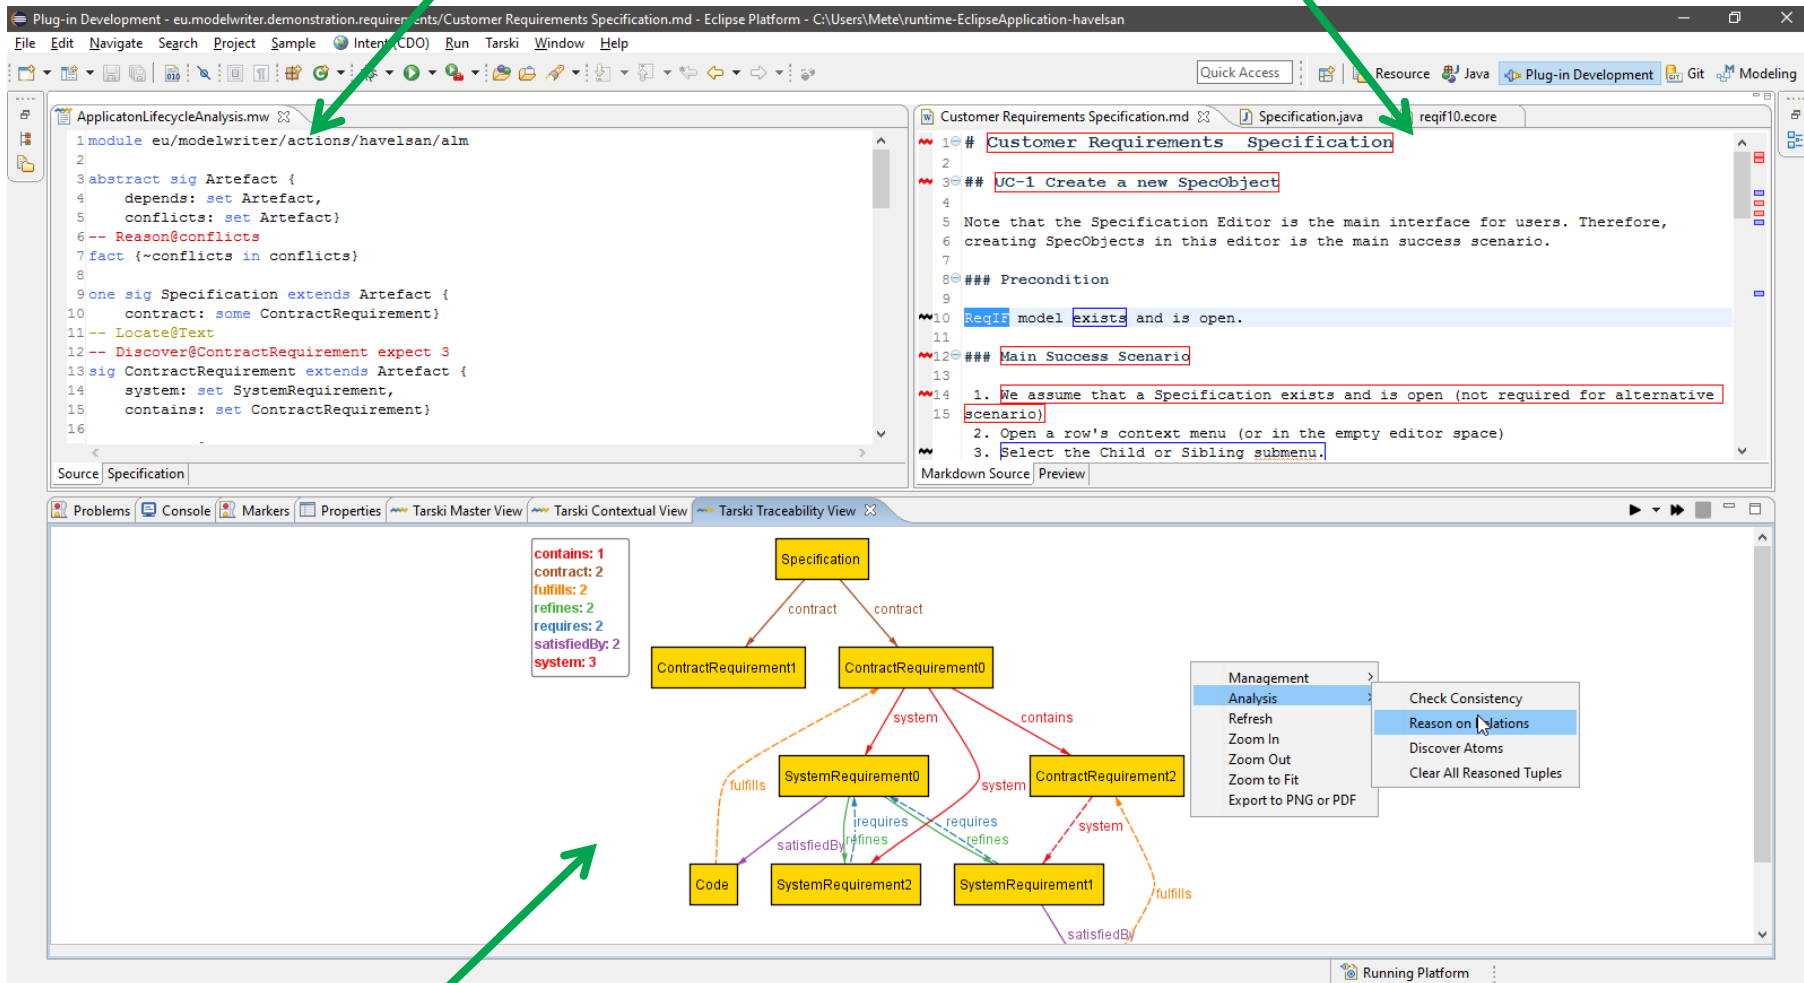 Plug-in Development - eu.modelwriter.demonstration.requirements/Customer Requirements Specification.md - Eclipse Platform - C:\Users\Mete\runtime-EclipseApplication-havelsan
File Edit Navigate Search Project Sample Intent (CDO) Run Tarski Window Help
Quick Access Resource Java Plug-in Development Git Modeling
ApplicatonLifecycleAnalysis.mw
1 module eu/modelwriter/actions/havelsan/alm
2
3 abstract sig Artefact {
4 depends: set Artefact,
5 conflicts: set Artefact}
6 -- Reason@conflicts
7 fact {~conflicts in conflicts}
8
9 one sig Specification extends Artefact {
10 contract: some ContractRequirement}
11 -- Locate@Text
12 -- Discover@ContractRequirement expect 3
13 sig ContractRequirement extends Artefact {
14 system: set SystemRequirement,
15 contains: set ContractRequirement}
16
Source Specification
Customer Requirements Specification.md Specification.java reqif10.ecore
1 # Customer Requirements Specification
2
3 ## UC-1 Create a new SpecObject
4
5 Note that the Specification Editor is the main interface for users. Therefore,
6 creating SpecObjects in this editor is the main success scenario.
7
8 ### Precondition
9
10 ReqIF model exists and is open.
11
12 ### Main Success Scenario
13
14 1. We assume that a Specification exists and is open (not required for alternative
15 scenario)
2. Open a row's context menu (or in the empty editor space)
3. Select the Child or Sibling submenu.
Markdown Source Preview
Problems Console Markers Properties Tarski Master View Tarski Contextual View Tarski Traceability View
contains: 1
contract: 2
fulfills: 2
refines: 2
requires: 2
satisfiedBy: 2
system: 3
Specification
contract contract
ContractRequirement1 ContractRequirement0
system contains
SystemRequirement0 ContractRequirement2
fulfills system
requires requires
system
satisfiedBy refines refines
Code SystemRequirement2 SystemRequirement1
fulfills
satisfiedBy
Management
Analysis
Refresh
Zoom In
Zoom Out
Zoom to Fit
Export to PNG or PDF
Check Consistency
Reason on
Discover Atoms
Clear All Reasoned Tuples
Running Platform